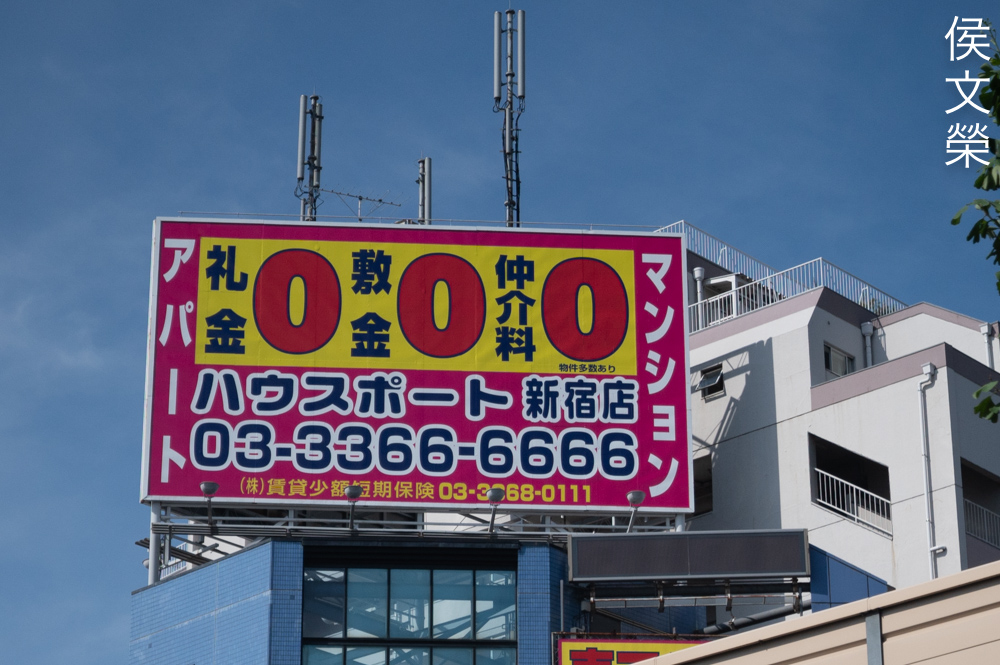 アパート
礼金0
敷金0
仲介料0
物件多数あり
マンション
ハウスポート 新宿店
03-3366-6666
(株)賃貸少額短期保険 03-3368-0111
侯文榮